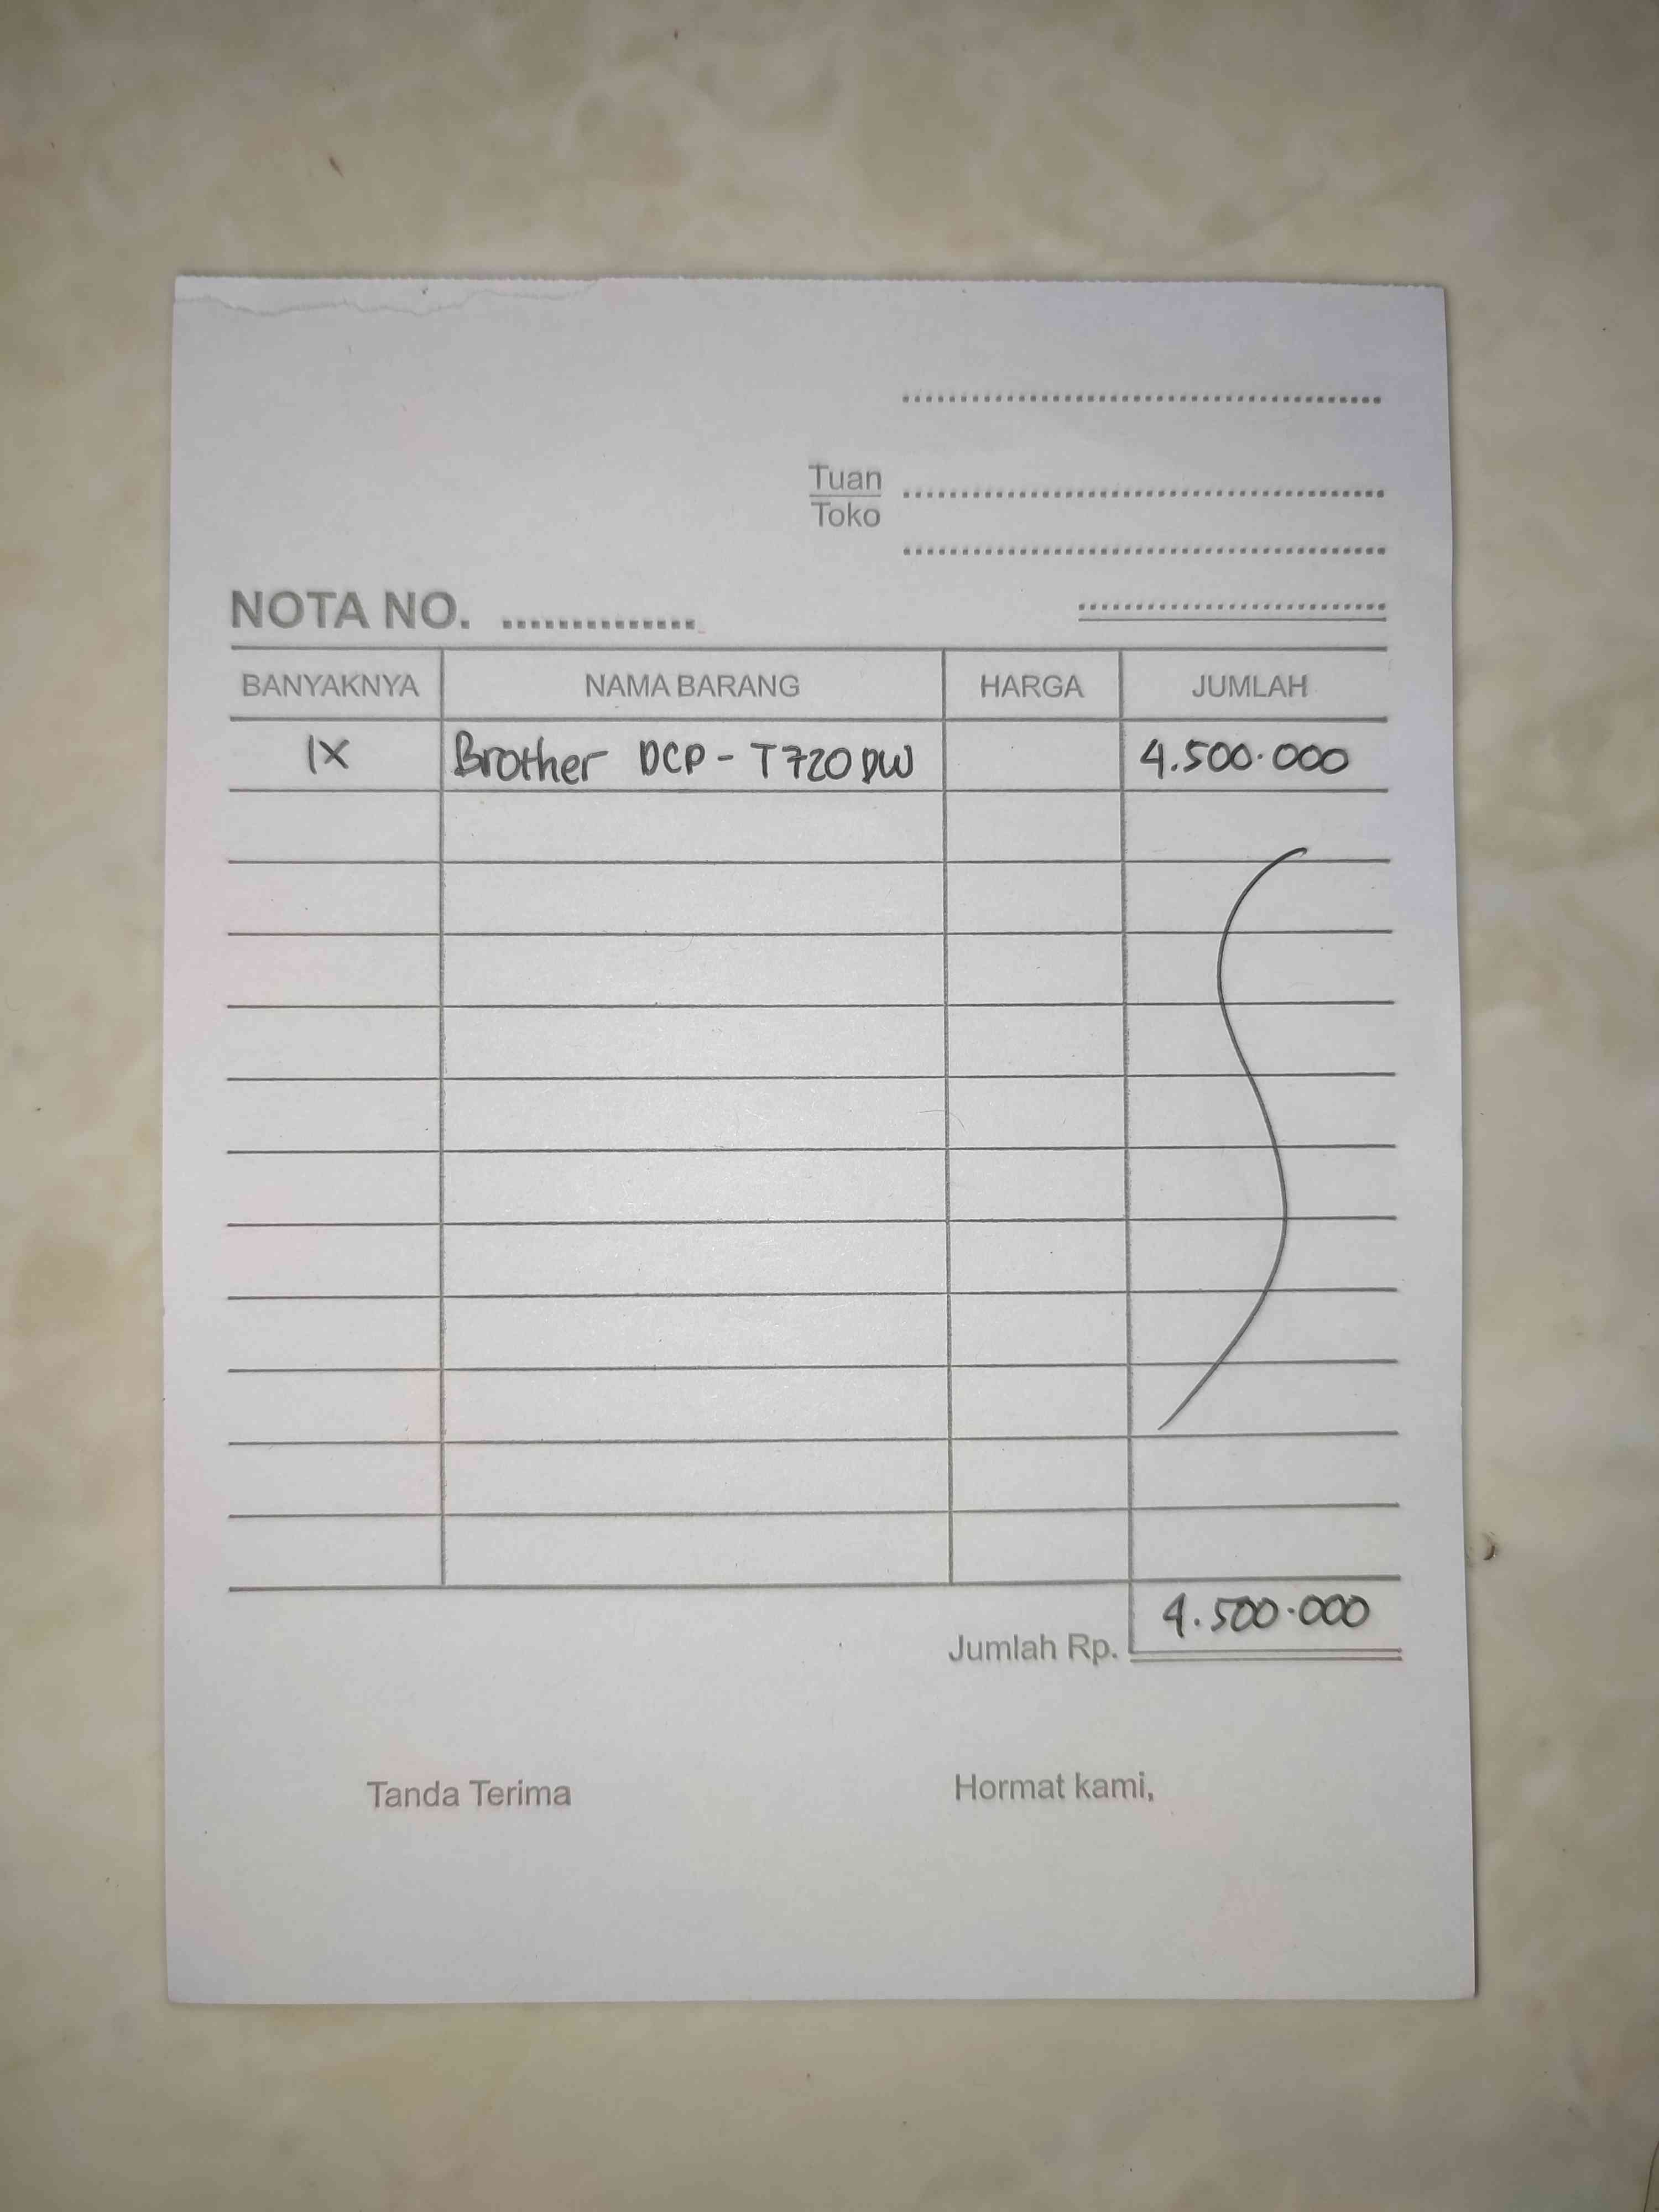 Tuan
Toko
NOTA NO. ..............
BANYAKNYA NAMA BARANG HARGA JUMLAH
1X Brother DCP - T720DW 4.500.000
Jumlah Rp. 4.500.000
Tanda Terima Hormat kami,